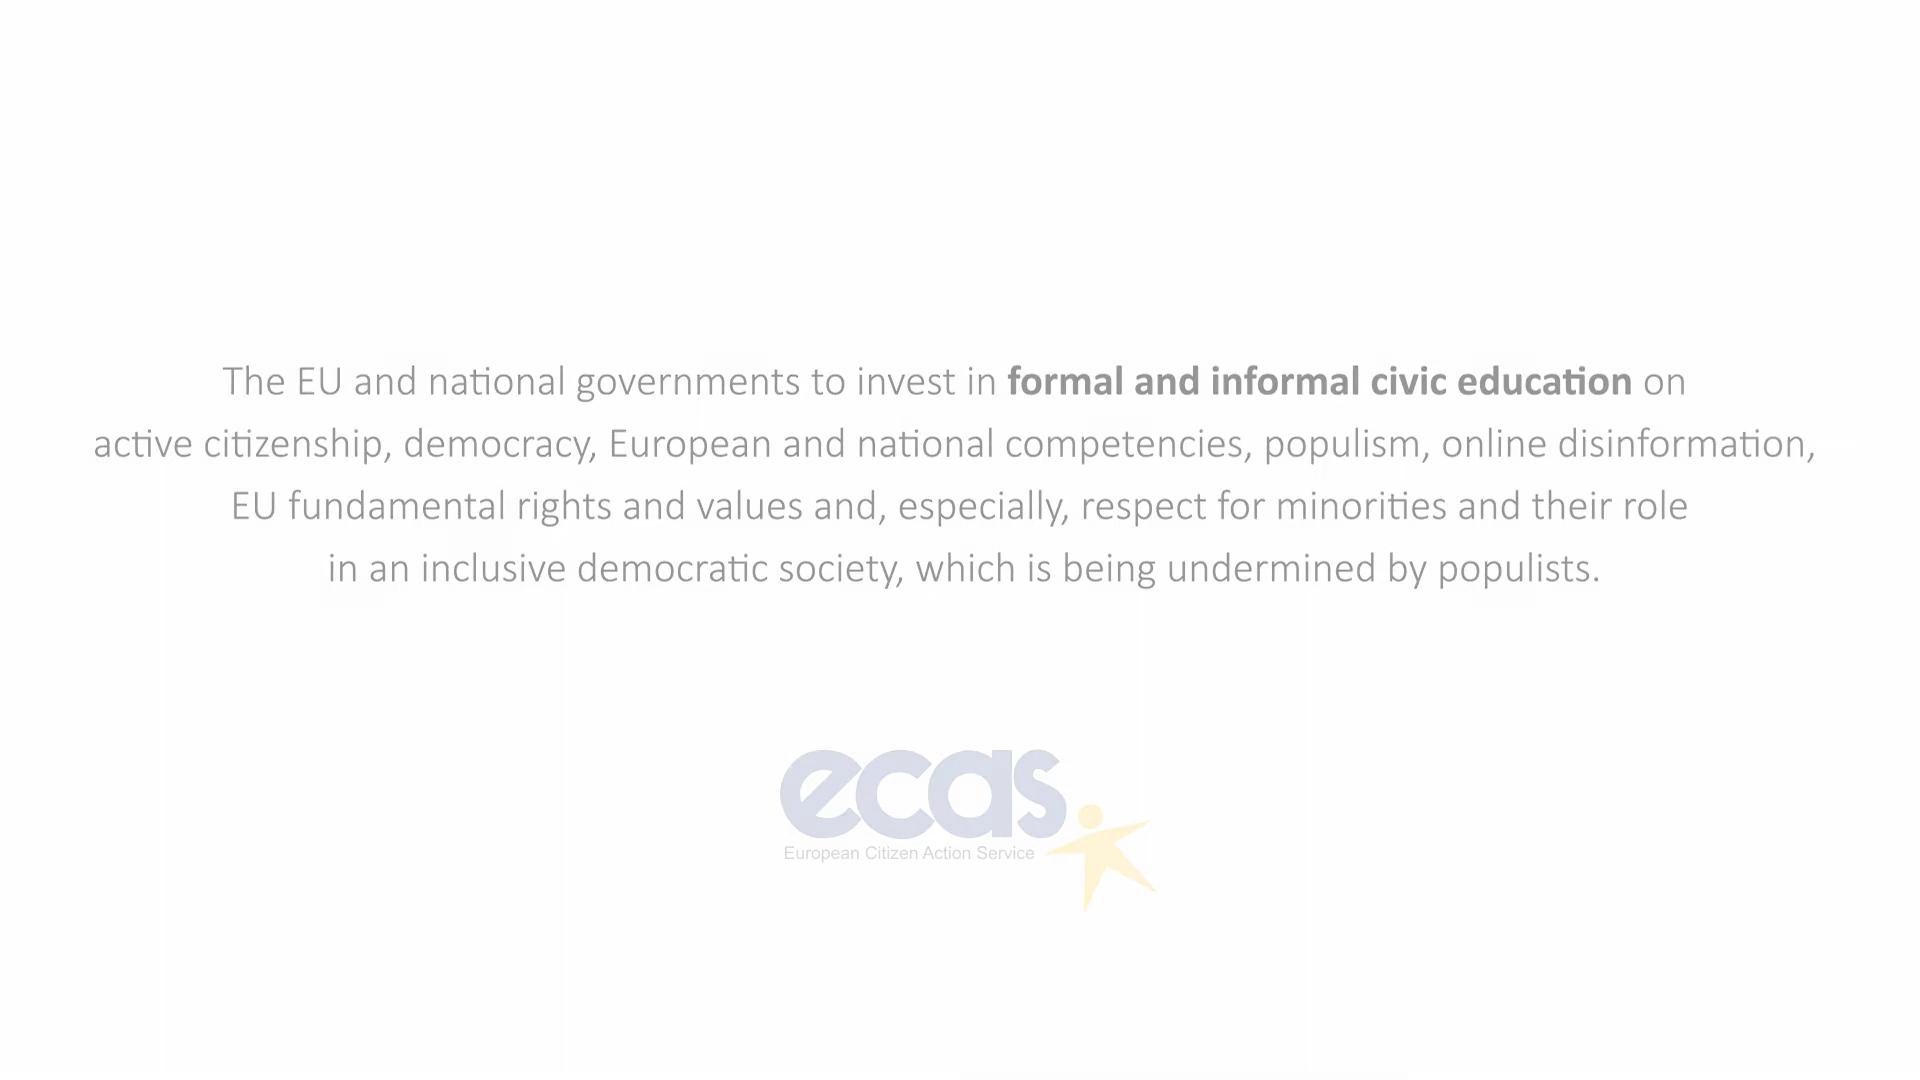 The EU and national governments to invest in formal and informal civic education on
active citizenship, democracy, European and national competencies, populism, online disinformation,
EU fundamental rights and values and, especially, respect for minorities and their role
in an inclusive democratic society, which is being undermined by populists.
ecas
European Citizen Action Service